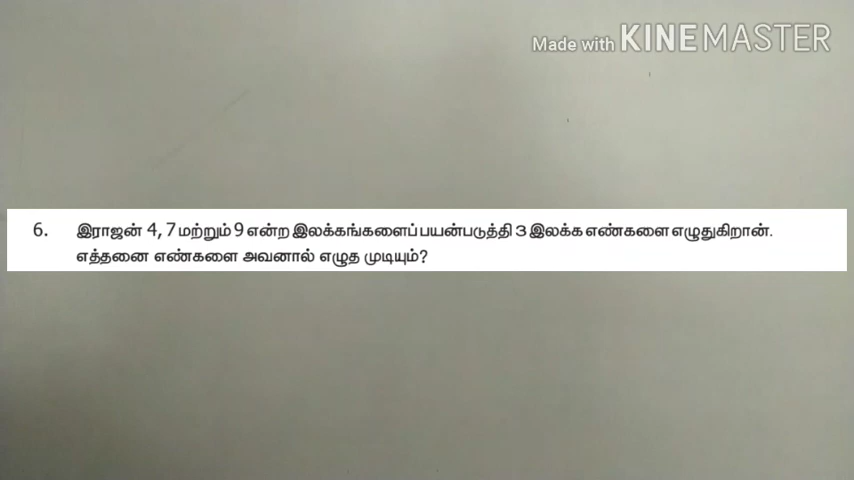 Made with KINEMASTER
6. இராஜன் 4, 7 மற்றும் 9 என்ற இலக்கங்களைப் பயன்படுத்தி 3 இலக்க எண்களை எழுதுகிறான்.
எத்தனை எண்களை அவனால் எழுத முடியும்?